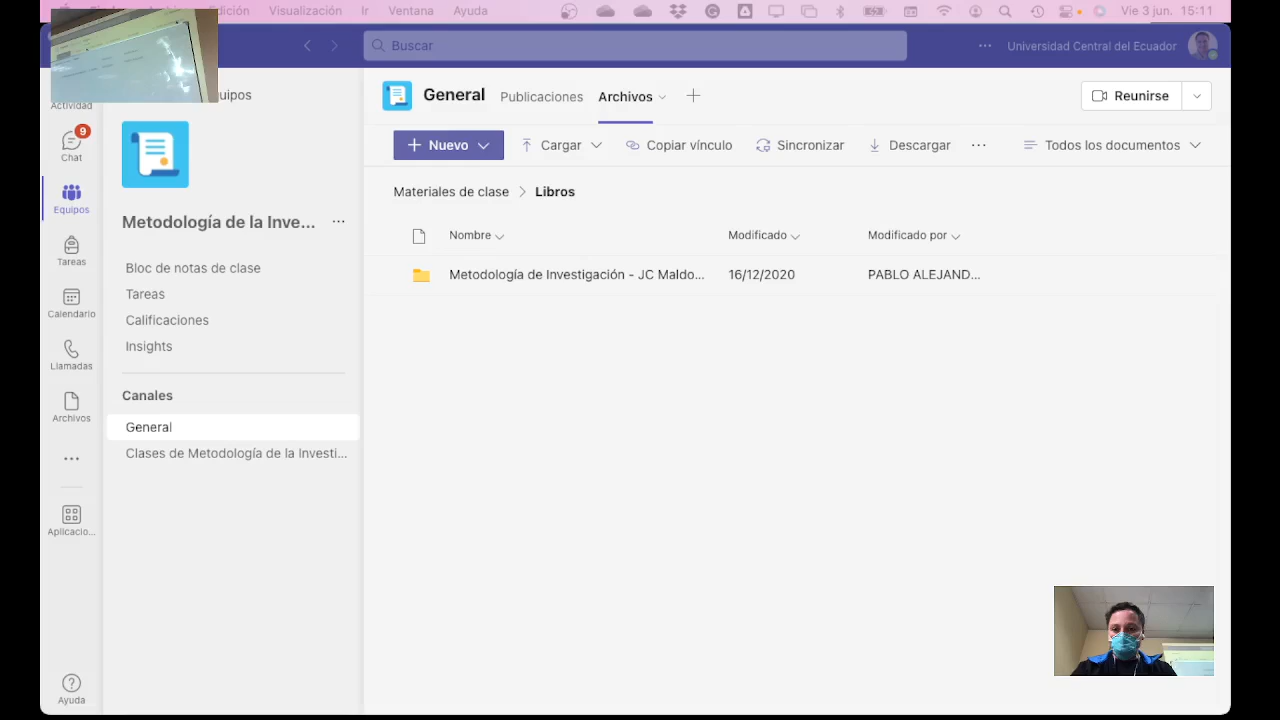 Edición Visualización Ir Ventana Ayuda Vie 3 jun. 15:11
Buscar
Universidad Central del Ecuador
Actividad
General Publicaciones Archivos
Reunirse
9
Chat
Nuevo Cargar Copiar vínculo Sincronizar Descargar Todos los documentos
Equipos
Materiales de clase > Libros
Metodología de la Inve...
Nombre Modificado Modificado por
Tareas
Metodología de Investigación - JC Maldo... 16/12/2020 PABLO ALEJAND...
Bloc de notas de clase
Tareas
Calendario
Calificaciones
Insights
Llamadas
Canales
Archivos
General
Clases de Metodología de la Investi...
Aplicacio...
Ayuda